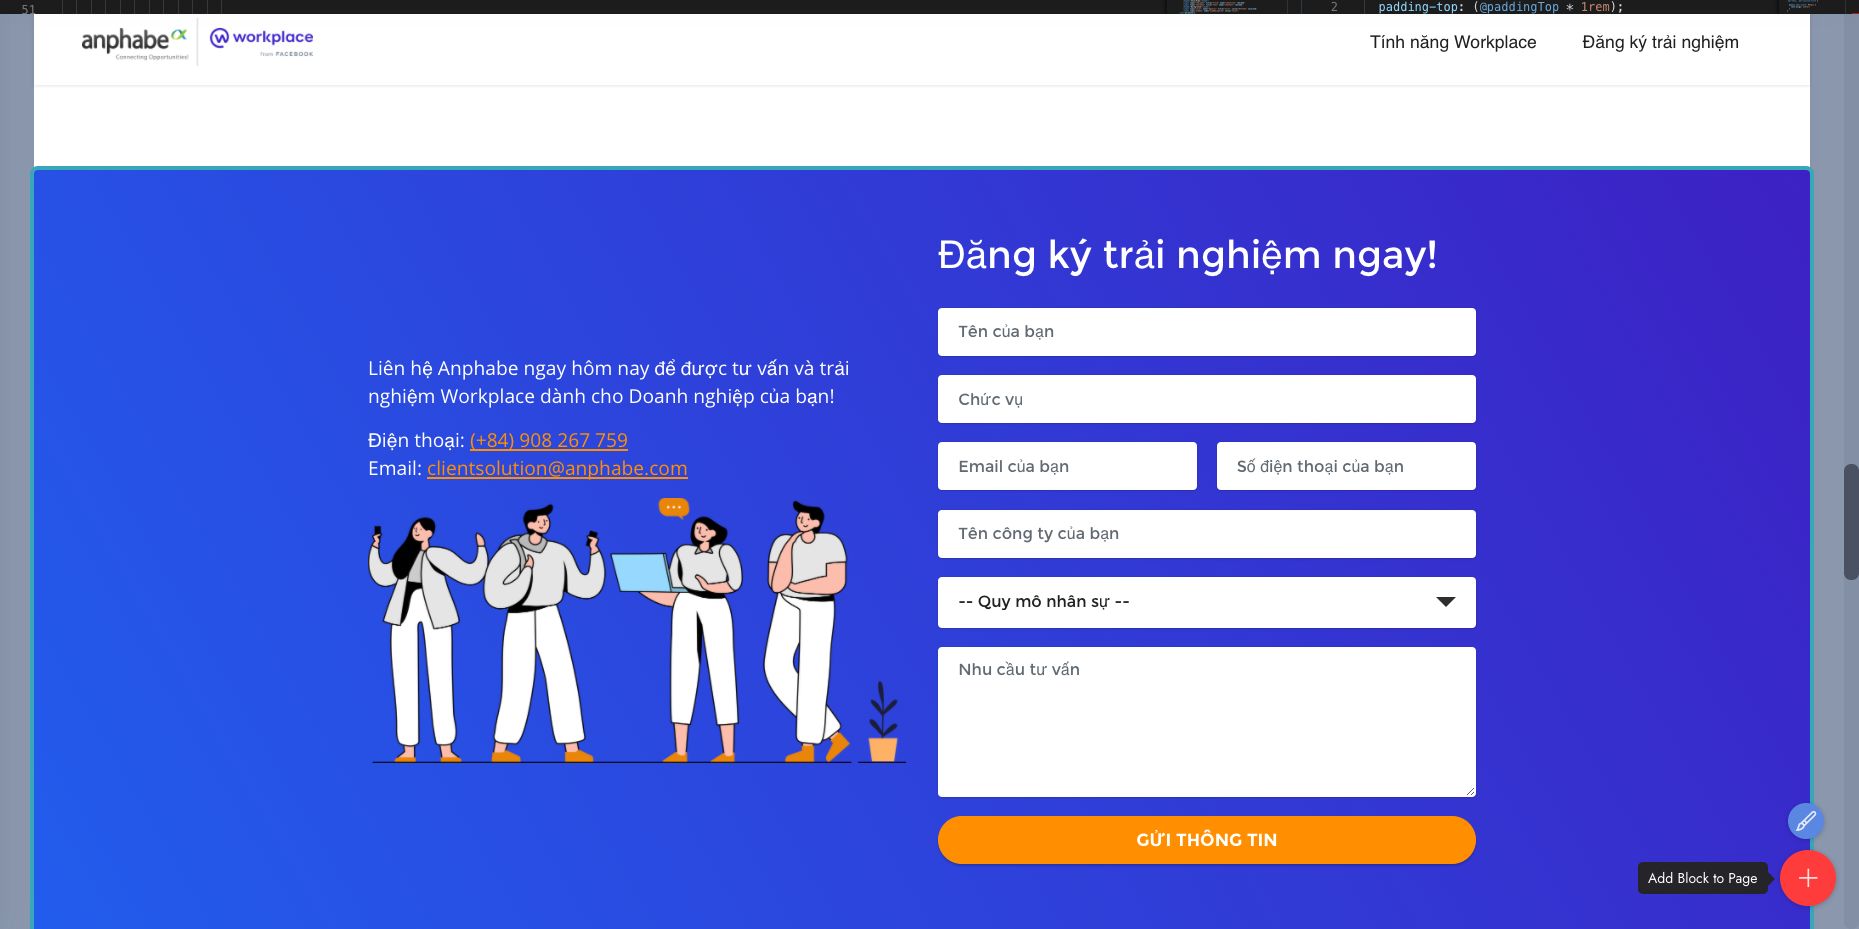 51
2
padding-top: (@paddingTop * 1rem);
anphabe
Connecting Opportunities!
workplace
from FACEBOOK
Tính năng Workplace
Đăng ký trải nghiệm
Đăng ký trải nghiệm ngay!
Liên hệ Anphabe ngay hôm nay để được tư vấn và trải
nghiệm Workplace dành cho Doanh nghiệp của bạn!
Điện thoại: (+84) 908 267 759
Email: clientsolution@anphabe.com
Tên của bạn
Chức vụ
Email của bạn
Số điện thoại của bạn
Tên công ty của bạn
-- Quy mô nhân sự --
Nhu cầu tư vấn
GỬI THÔNG TIN
Add Block to Page